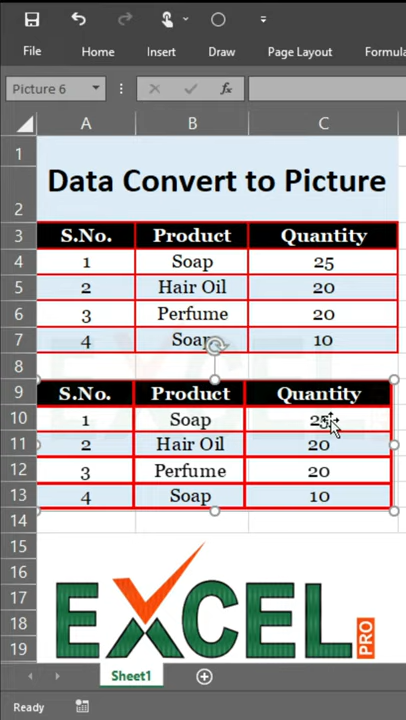 File Home Insert Draw Page Layout Formula
Picture 6 fx
A B C
1
2 Data Convert to Picture
3 S.No. Product Quantity
4 1 Soap 25
5 2 Hair Oil 20
6 3 Perfume 20
7 4 Soap 10
8
9 S.No. Product Quantity
10 1 Soap 25
11 2 Hair Oil 20
12 3 Perfume 20
13 4 Soap 10
14
15
16
17
18
19
EXCEL PRO
Sheet1
Ready